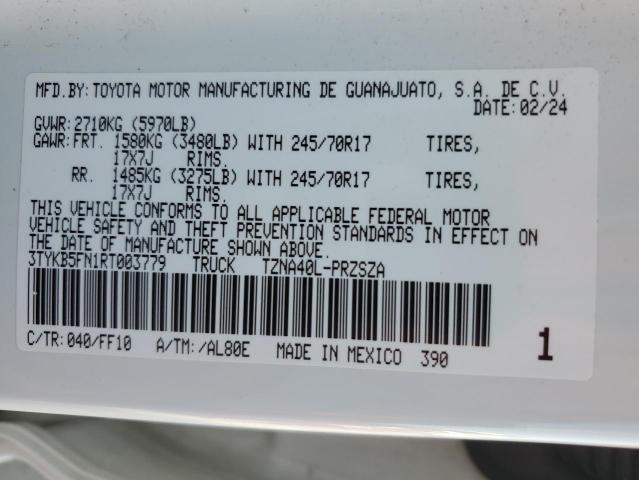 MFD.BY:TOYOTA MOTOR MANUFACTURING DE GUANAJUATO, S.A. DE C.V.
DATE:02/24
GVWR:2710KG (5970LB)
GAWR:FRT. 1580KG (3480LB) WITH 245/70R17 TIRES,
17X7J RIMS.
RR. 1485KG (3275LB) WITH 245/70R17 TIRES,
17X7J RIMS.
THIS VEHICLE CONFORMS TO ALL APPLICABLE FEDERAL MOTOR
VEHICLE SAFETY AND THEFT PREVENTION STANDARDS IN EFFECT ON
THE DATE OF MANUFACTURE SHOWN ABOVE.
3TYKB5FN1RT003779 TRUCK TZNA40L-PRZSZA
C/TR:040/FF10 A/TM:/AL80E MADE IN MEXICO 390 1